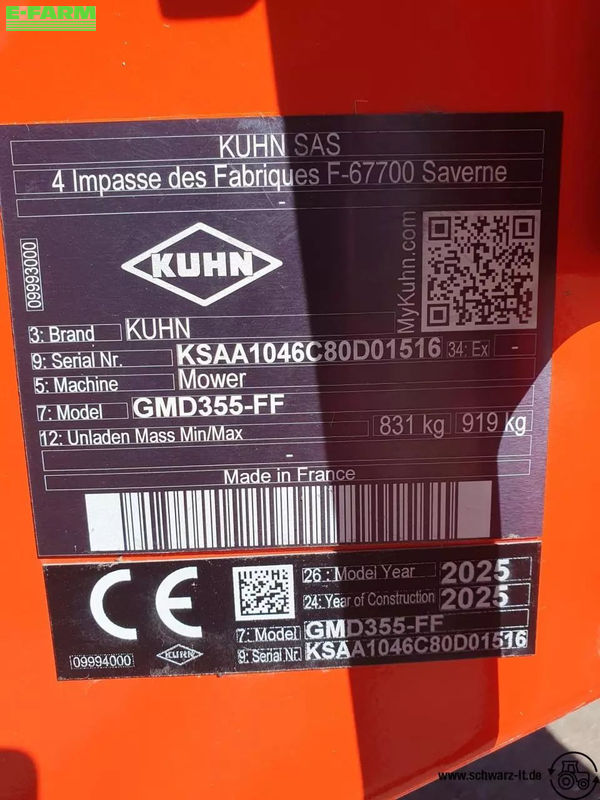 E-FARM
KUHN SAS
4 Impasse des Fabriques F-67700 Saverne
-
09993000
KUHN
MyKuhn.com
3: Brand KUHN
9: Serial Nr. KSAA1046C80D01516 34: Ex -
5: Machine Mower
7: Model GMD355-FF
12: Unladen Mass Min/Max 831 kg 919 kg
-
Made in France
CE
26: Model Year 2025
24: Year of Construction 2025
7: Model GMD355-FF
09994000 KUHN 9: Serial Nr. KSAA1046C80D01516
www.schwarz-lt.de